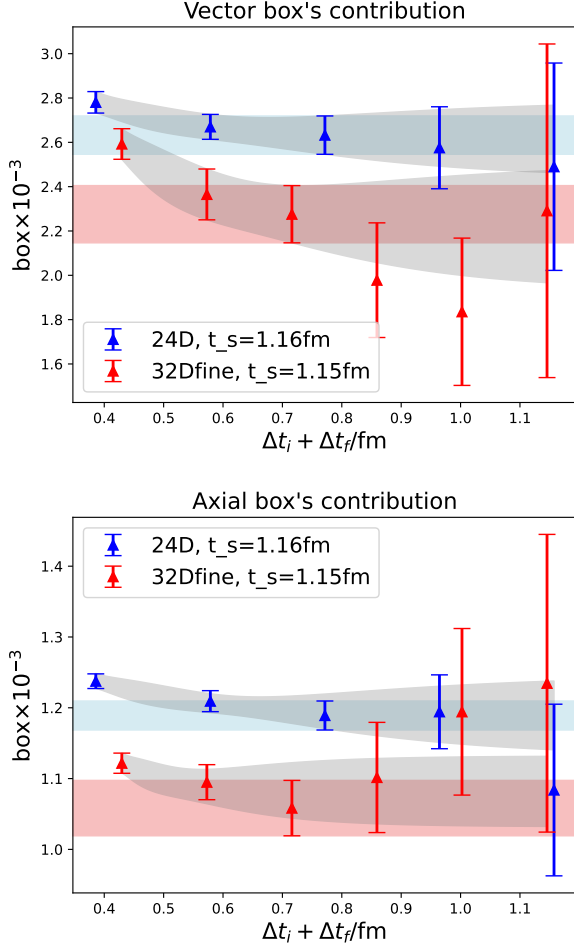 Vector box's contribution
3.0
2.8
2.6
2.4
2.2
2.0
1.8
1.6
box×10⁻³
24D, t_s=1.16fm
32Dfine, t_s=1.15fm
0.4 0.5 0.6 0.7 0.8 0.9 1.0 1.1
Δtᵢ + Δt_f/fm
Axial box's contribution
1.4
1.3
1.2
1.1
1.0
box×10⁻³
24D, t_s=1.16fm
32Dfine, t_s=1.15fm
0.4 0.5 0.6 0.7 0.8 0.9 1.0 1.1
Δtᵢ + Δt_f/fm